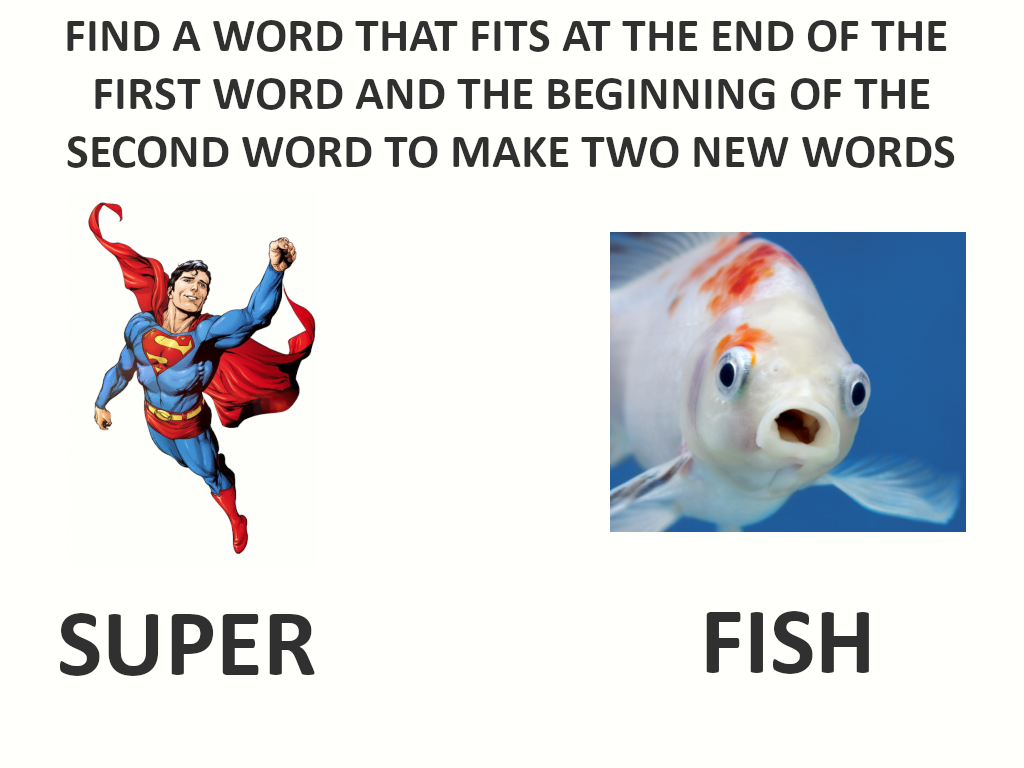 FIND A WORD THAT FITS AT THE END OF THE
FIRST WORD AND THE BEGINNING OF THE
SECOND WORD TO MAKE TWO NEW WORDS
SUPER
FISH